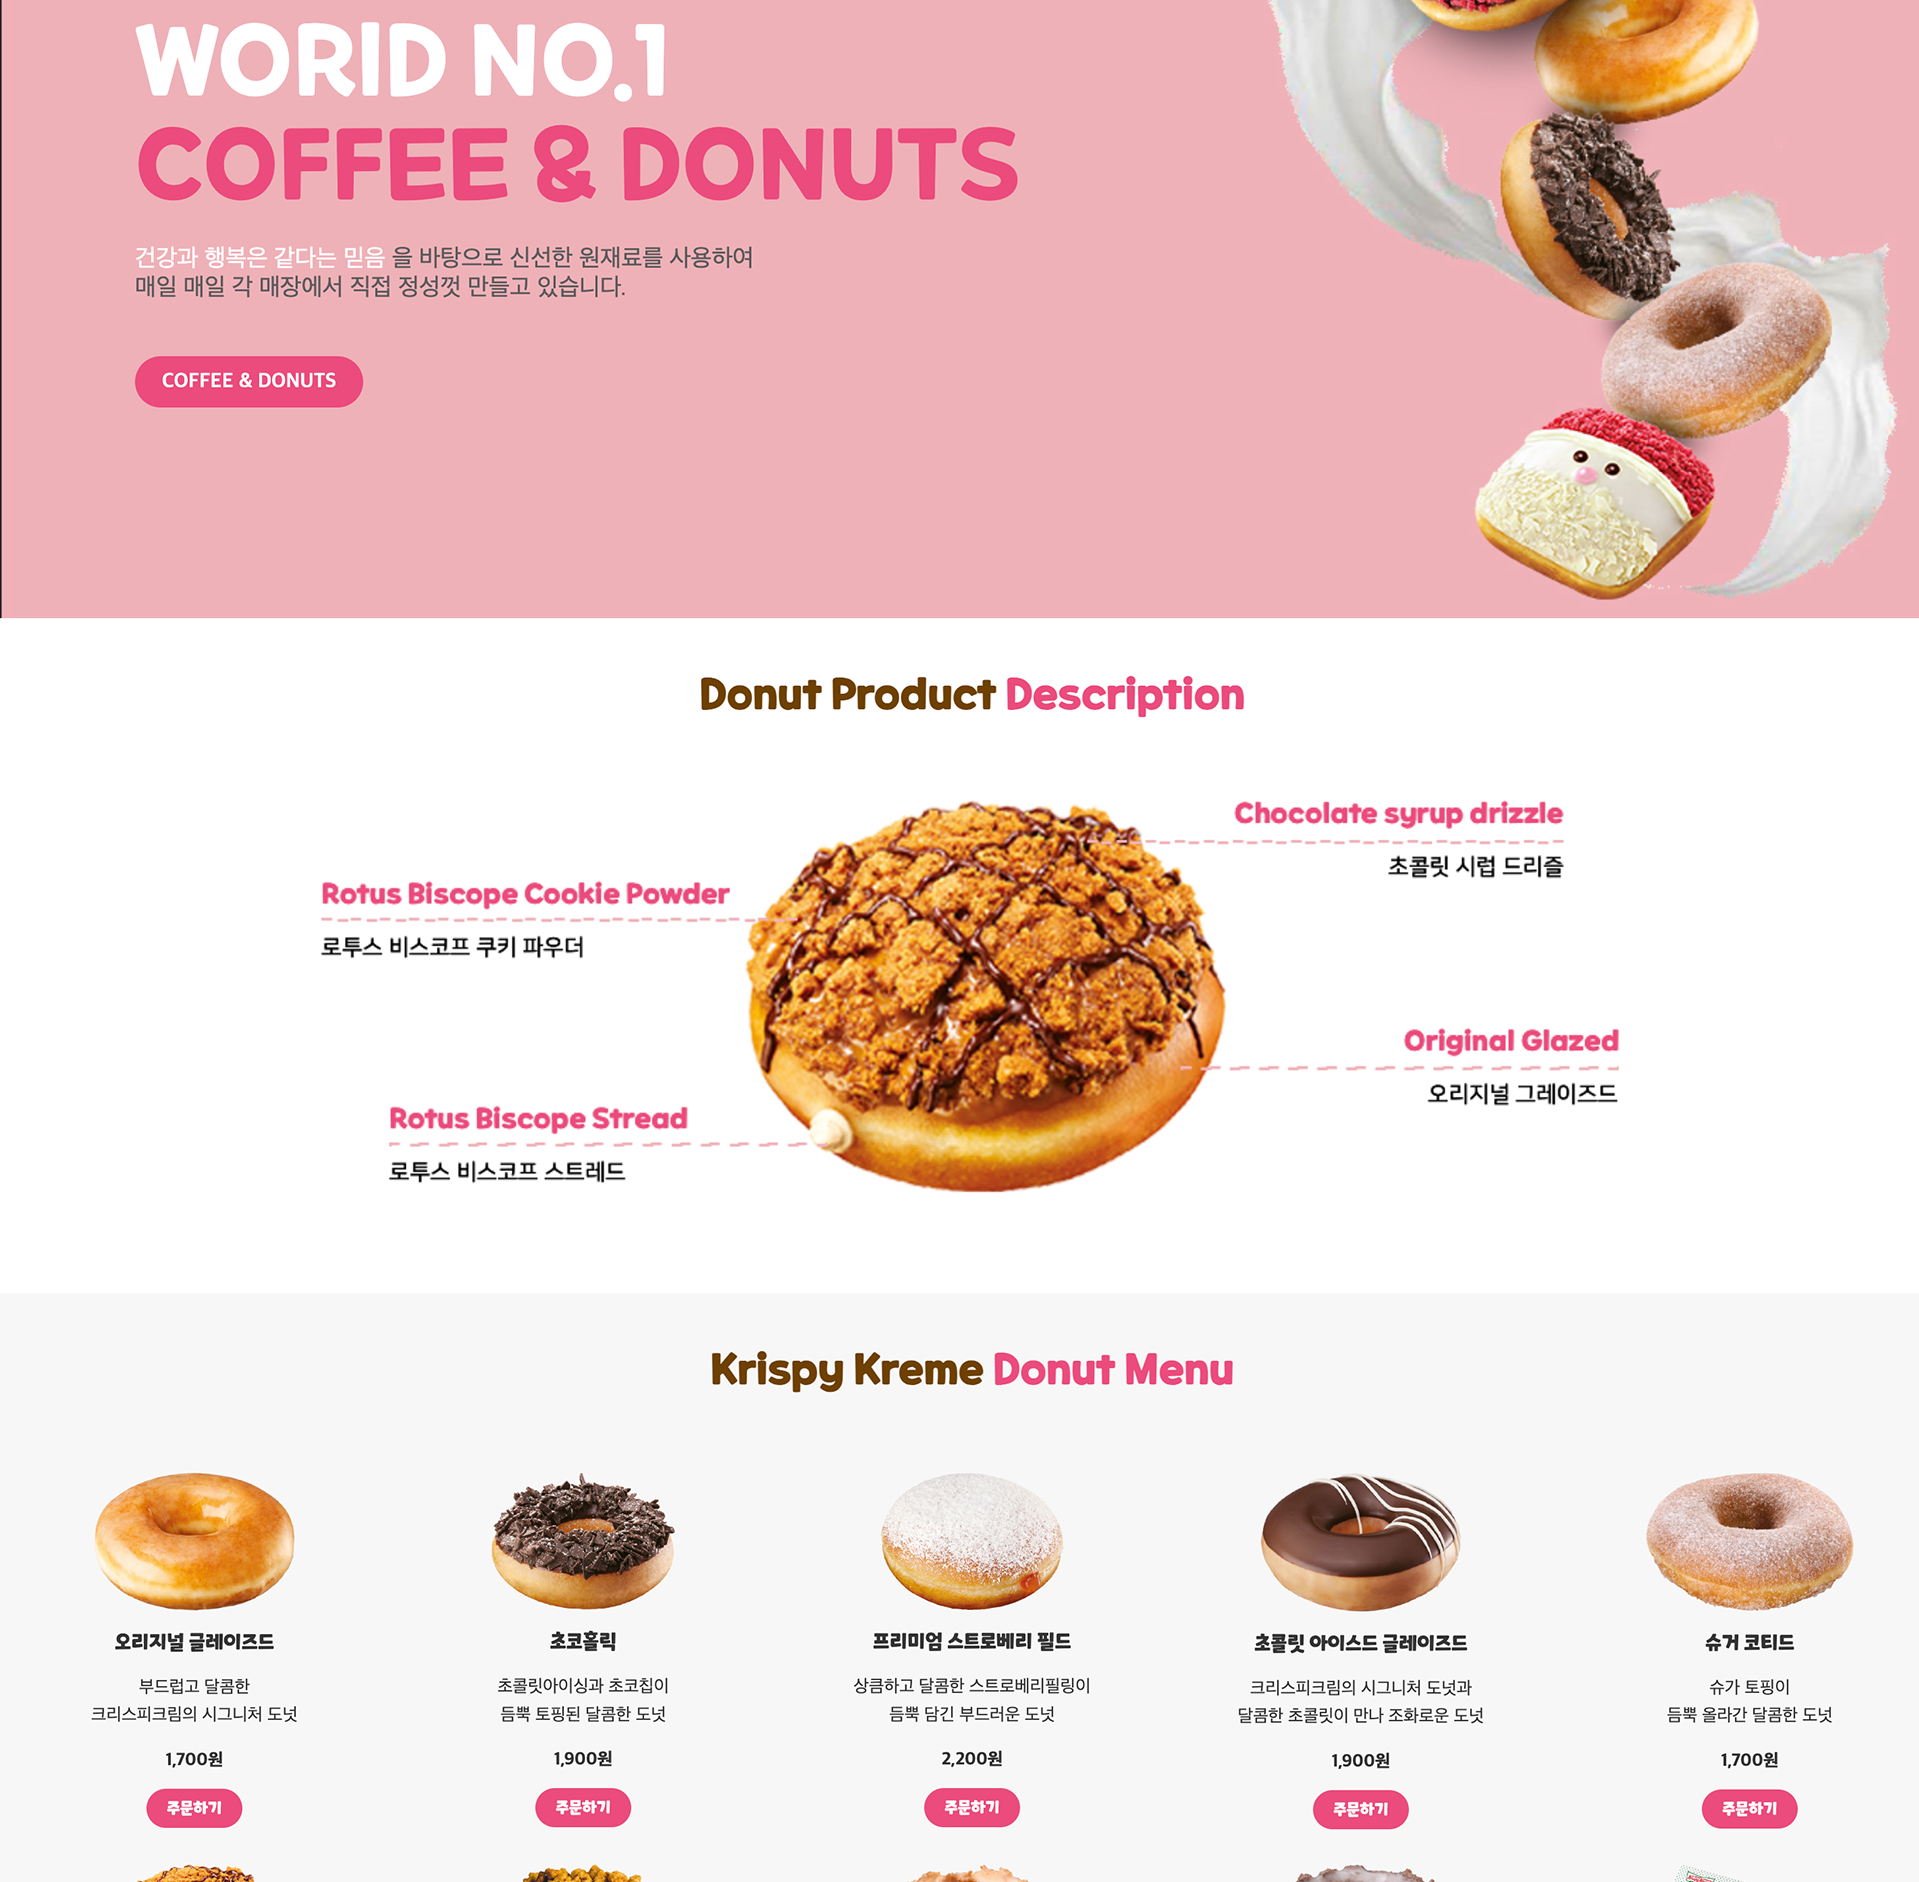 WORlD NO.1
COFFEE & DONUTS
건강과 행복은 같다는 믿음 을 바탕으로 신선한 원재료를 사용하여
매일 매일 각 매장에서 직접 정성껏 만들고 있습니다.
COFFEE & DONUTS
Donut Product Description
Chocolate syrup drizzle
초콜릿 시럽 드리즐
Rotus Biscope Cookie Powder
로투스 비스코프 쿠키 파우더
Original Glazed
오리지널 그레이즈드
Rotus Biscope Stread
로투스 비스코프 스트레드
Krispy Kreme Donut Menu
오리지널 글레이즈드
부드럽고 달콤한
크리스피크림의 시그니처 도넛
1,700원
주문하기
초코홀릭
초콜릿아이싱과 초코칩이
듬뿍 토핑된 달콤한 도넛
1,900원
주문하기
프리미엄 스트로베리 필드
상큼하고 달콤한 스트로베리필링이
듬뿍 담긴 부드러운 도넛
2,200원
주문하기
초콜릿 아이스드 글레이즈드
크리스피크림의 시그니처 도넛과
달콤한 초콜릿이 만나 조화로운 도넛
1,900원
주문하기
슈거 코티드
슈가 토핑이
듬뿍 올라간 달콤한 도넛
1,700원
주문하기